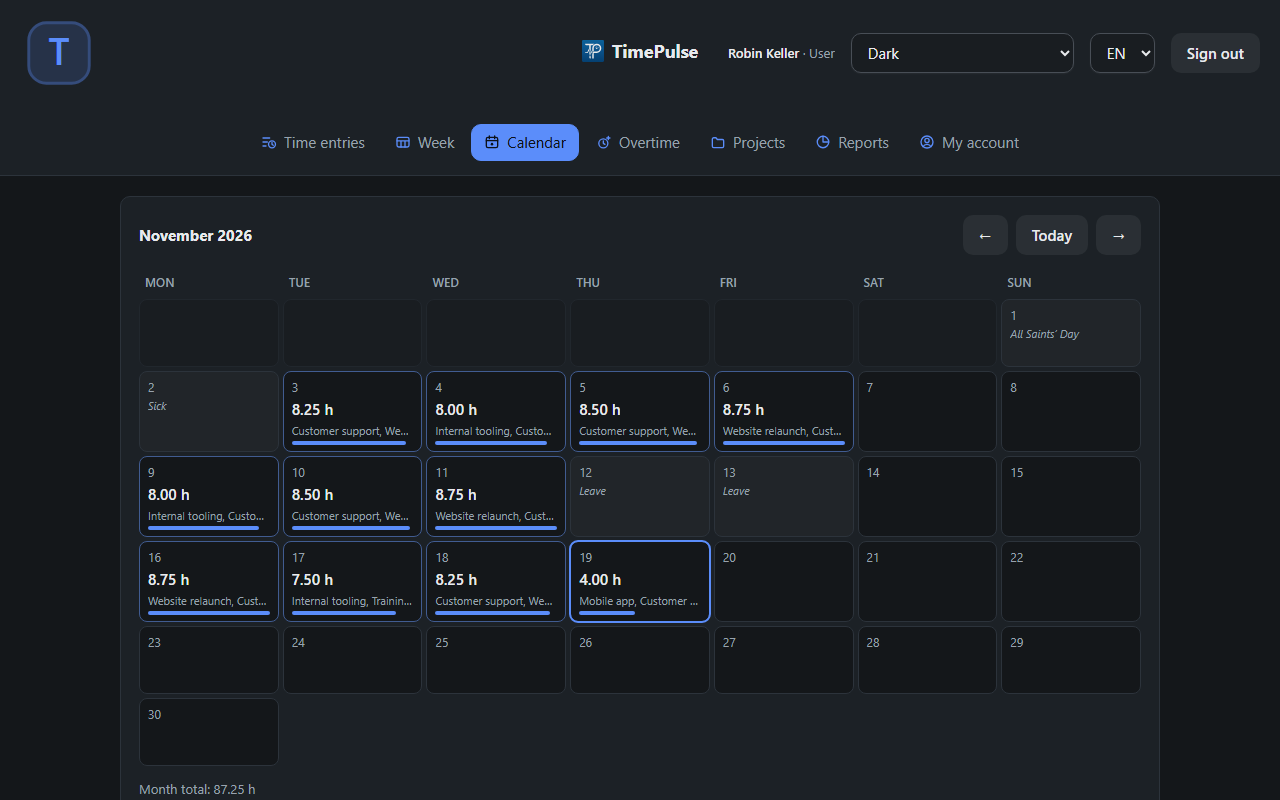 T
TimePulse
Robin Keller · User
Dark
EN
Sign out
Time entries
Week
Calendar
Overtime
Projects
Reports
My account
November 2026
←
Today
→
MON TUE WED THU FRI SAT SUN
1
All Saints' Day
2
Sick
3
8.25 h
Customer support, We...
4
8.00 h
Internal tooling, Custo...
5
8.50 h
Customer support, We...
6
8.75 h
Website relaunch, Cust...
7
8
9
8.00 h
Internal tooling, Custo...
10
8.50 h
Customer support, We...
11
8.75 h
Website relaunch, Cust...
12
Leave
13
Leave
14
15
16
8.75 h
Website relaunch, Cust...
17
7.50 h
Internal tooling, Trainin...
18
8.25 h
Customer support, We...
19
4.00 h
Mobile app, Customer ...
20
21
22
23
24
25
26
27
28
29
30
Month total: 87.25 h